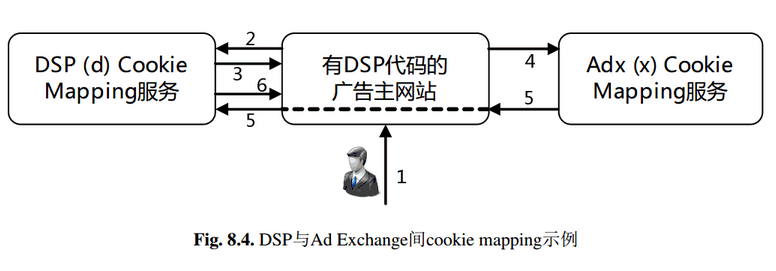 2
DSP (d) Cookie
Mapping服务
3
6
5
有DSP代码的
广告主网站
4
5
Adx (x) Cookie
Mapping服务
1
Fig. 8.4. DSP与Ad Exchange间cookie mapping示例